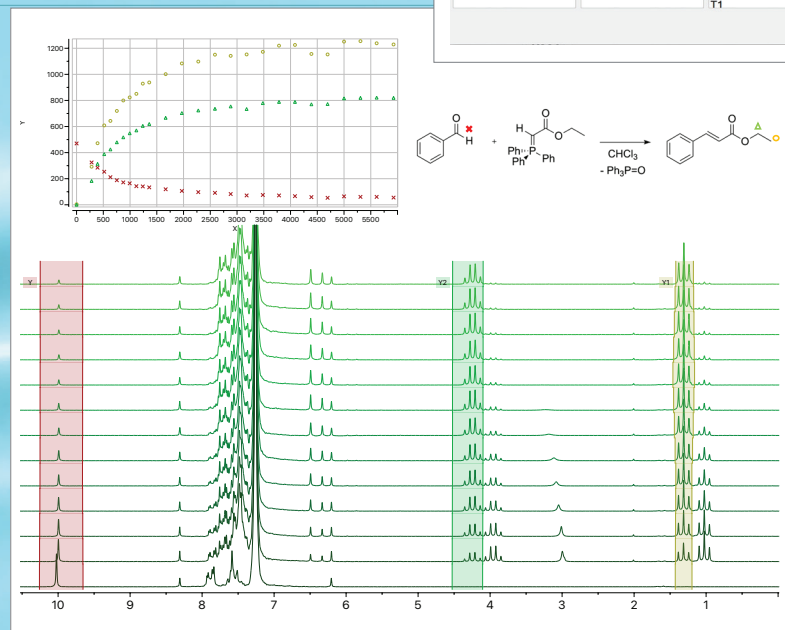 T1
1200
1000
800
600
400
200
0
Y
0 500 1000 1500 2000 2500 3000 3500 4000 4500 5000 5500
X
O
H
+
H
O
O
Ph
Ph
P
Ph
CHCl3
- Ph3P=O
O
O
Y
Y2
Y1
10 9 8 7 6 5 4 3 2 1